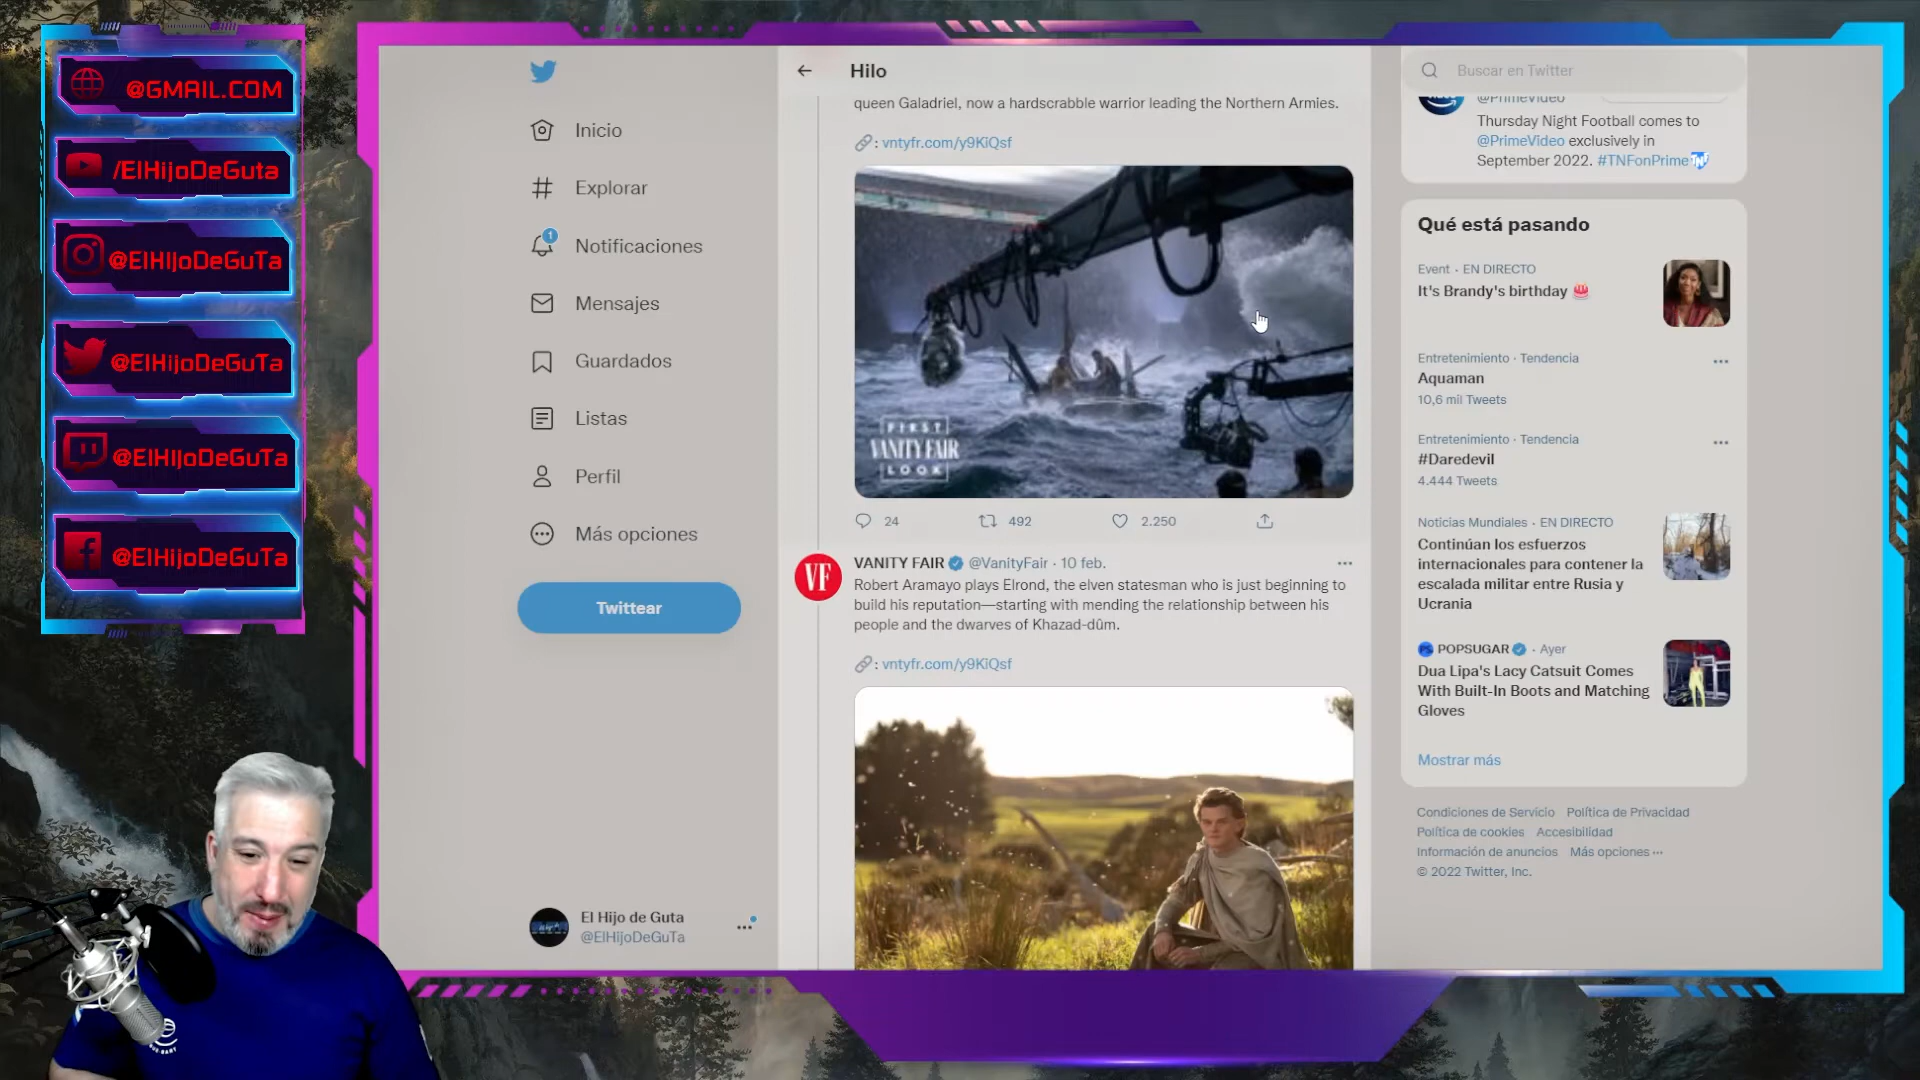 @GMAIL.COM
/ElHijoDeGuta
@ElHIjoDeGuTa
@ElHIjoDeGuTa
@ElHIjoDeGuTa
@ElHIjoDeGuTa
Inicio
Explorar
1
Notificaciones
Mensajes
Guardados
Listas
Perfil
Más opciones
Twittear
El Hijo de Guta
@ElHijoDeGuTa
Hilo
queen Galadriel, now a hardscrabble warrior leading the Northern Armies.
: vntyfr.com/y9KiQsf
FIRST
VANITY FAIR
LOOK
24
492
2.250
VF
VANITY FAIR @VanityFair · 10 feb.
Robert Aramayo plays Elrond, the elven statesman who is just beginning to
build his reputation—starting with mending the relationship between his
people and the dwarves of Khazad-dûm.
: vntyfr.com/y9KiQsf
Buscar en Twitter
@PrimeVideo
Thursday Night Football comes to
@PrimeVideo exclusively in
September 2022. #TNFonPrime
Qué está pasando
Event · EN DIRECTO
It's Brandy's birthday
Entretenimiento · Tendencia
Aquaman
10,6 mil Tweets
Entretenimiento · Tendencia
#Daredevil
4.444 Tweets
Noticias Mundiales · EN DIRECTO
Continúan los esfuerzos
internacionales para contener la
escalada militar entre Rusia y
Ucrania
POPSUGAR · Ayer
Dua Lipa's Lacy Catsuit Comes
With Built-In Boots and Matching
Gloves
Mostrar más
Condiciones de Servicio Política de Privacidad
Política de cookies Accesibilidad
Información de anuncios Más opciones ···
© 2022 Twitter, Inc.